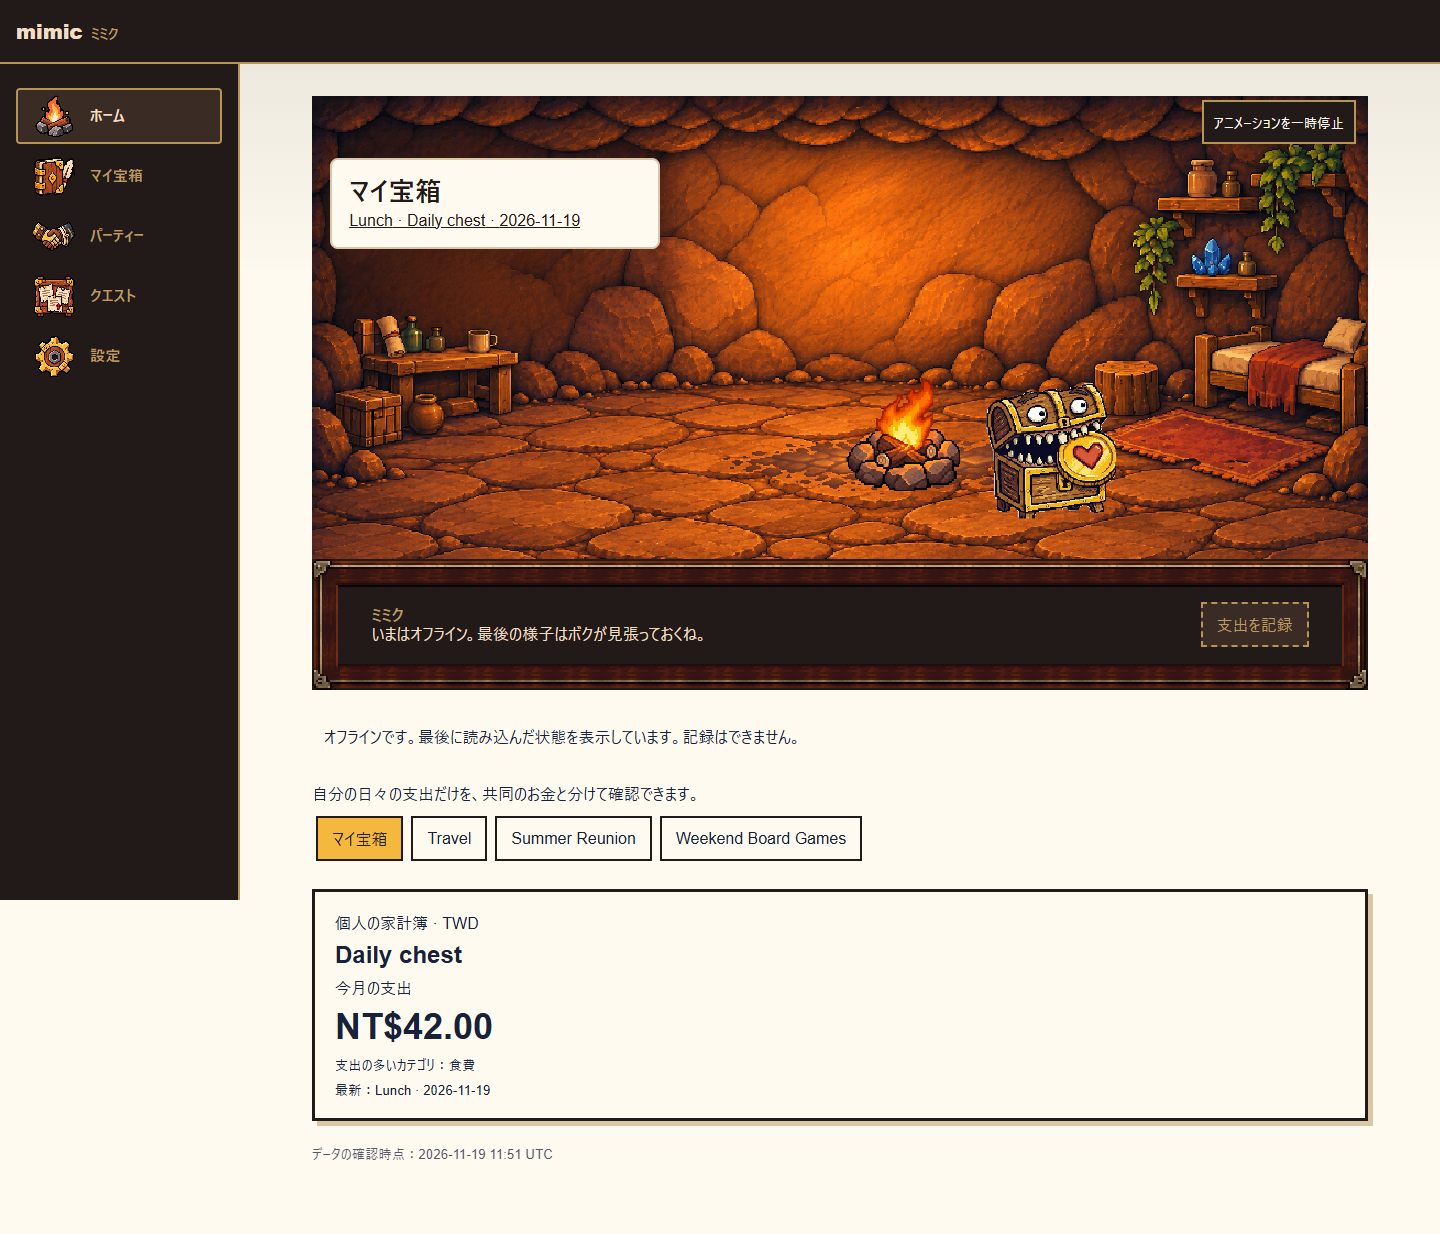 mimic ミミク
ホーム
マイ宝箱
パーティー
クエスト
設定
アニメーションを一時停止
マイ宝箱
Lunch · Daily chest · 2026-11-19
ミミク
いまはオフライン。最後の様子はボクが見張っておくね。
支出を記録
オフラインです。最後に読み込んだ状態を表示しています。記録はできません。
自分の日々の支出だけを、共同のお金と分けて確認できます。
マイ宝箱 Travel Summer Reunion Weekend Board Games
個人の家計簿 · TWD
Daily chest
今月の支出
NT$42.00
支出の多いカテゴリ：食費
最新：Lunch · 2026-11-19
データの確認時点：2026-11-19 11:51 UTC